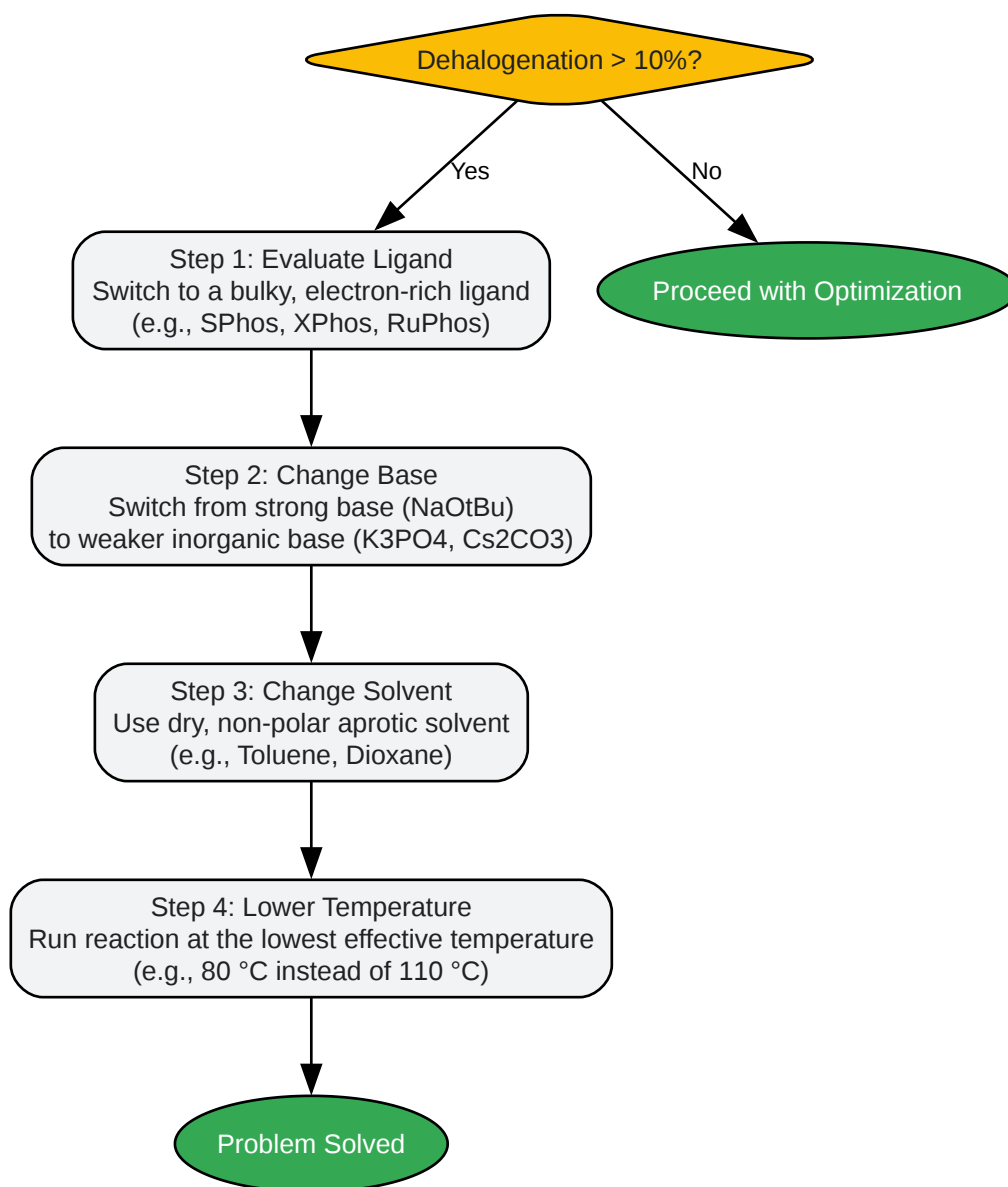 Dehalogenation > 10%?
Yes
No
Step 1: Evaluate Ligand
Switch to a bulky, electron-rich ligand
(e.g., SPhos, XPhos, RuPhos)
Proceed with Optimization
Step 2: Change Base
Switch from strong base (NaOtBu)
to weaker inorganic base (K3PO4, Cs2CO3)
Step 3: Change Solvent
Use dry, non-polar aprotic solvent
(e.g., Toluene, Dioxane)
Step 4: Lower Temperature
Run reaction at the lowest effective temperature
(e.g., 80 °C instead of 110 °C)
Problem Solved